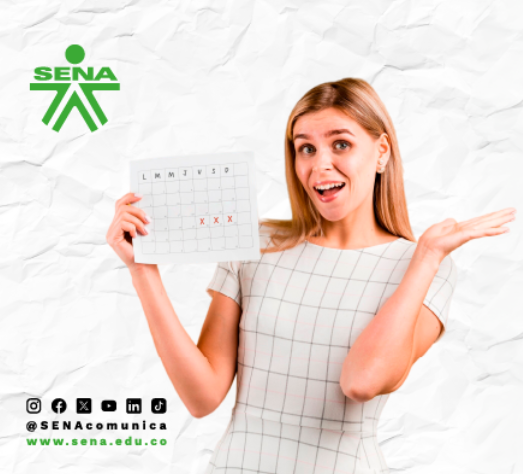 SENA
L M M J V S D
X X X
@SENAcomunica
www.sena.edu.co